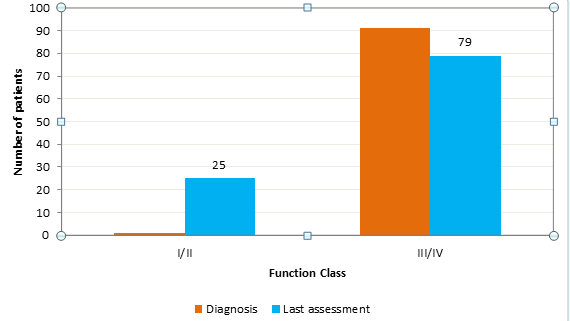 100
90
80
70
60
50
40
30
20
10
0
Number of patients
25
79
I/II
III/IV
Function Class
Diagnosis
Last assessment